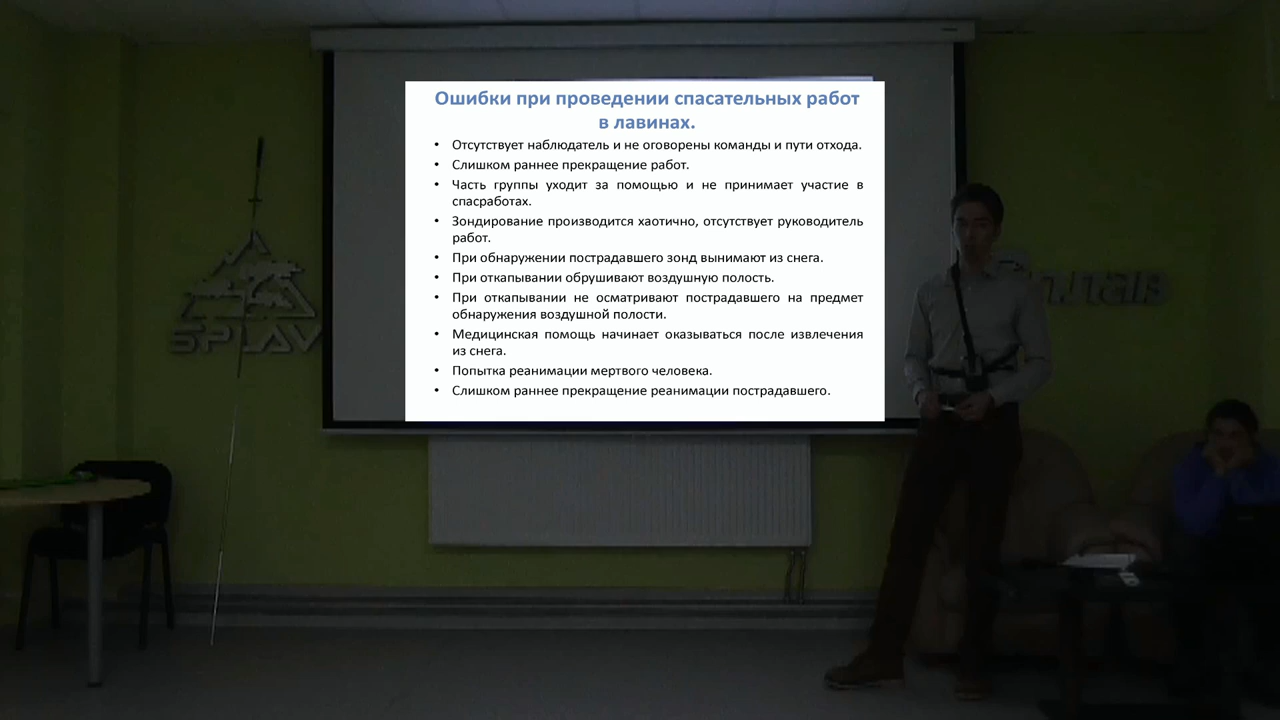 Ошибки при проведении спасательных работ
в лавинах.
• Отсутствует наблюдатель и не оговорены команды и пути отхода.
• Слишком раннее прекращение работ.
• Часть группы уходит за помощью и не принимает участие в
спасработах.
• Зондирование производится хаотично, отсутствует руководитель
работ.
• При обнаружении пострадавшего зонд вынимают из снега.
• При откапывании обрушивают воздушную полость.
• При откапывании не осматривают пострадавшего на предмет
обнаружения воздушной полости.
• Медицинская помощь начинает оказываться после извлечения
из снега.
• Попытка реанимации мертвого человека.
• Слишком раннее прекращение реанимации пострадавшего.
SPLAV